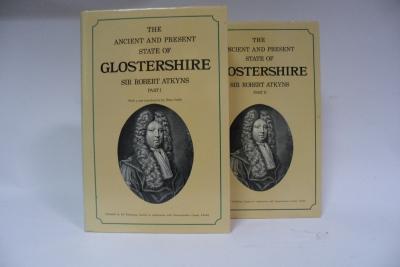 THE
ANCIENT AND PRESENT
STATE OF
GLOSTERSHIRE
SIR ROBERT ATKYNS
PART I
THE
ANCIENT AND PRESENT
STATE OF
GLOSTERSHIRE
SIR ROBERT ATKYNS
PART II